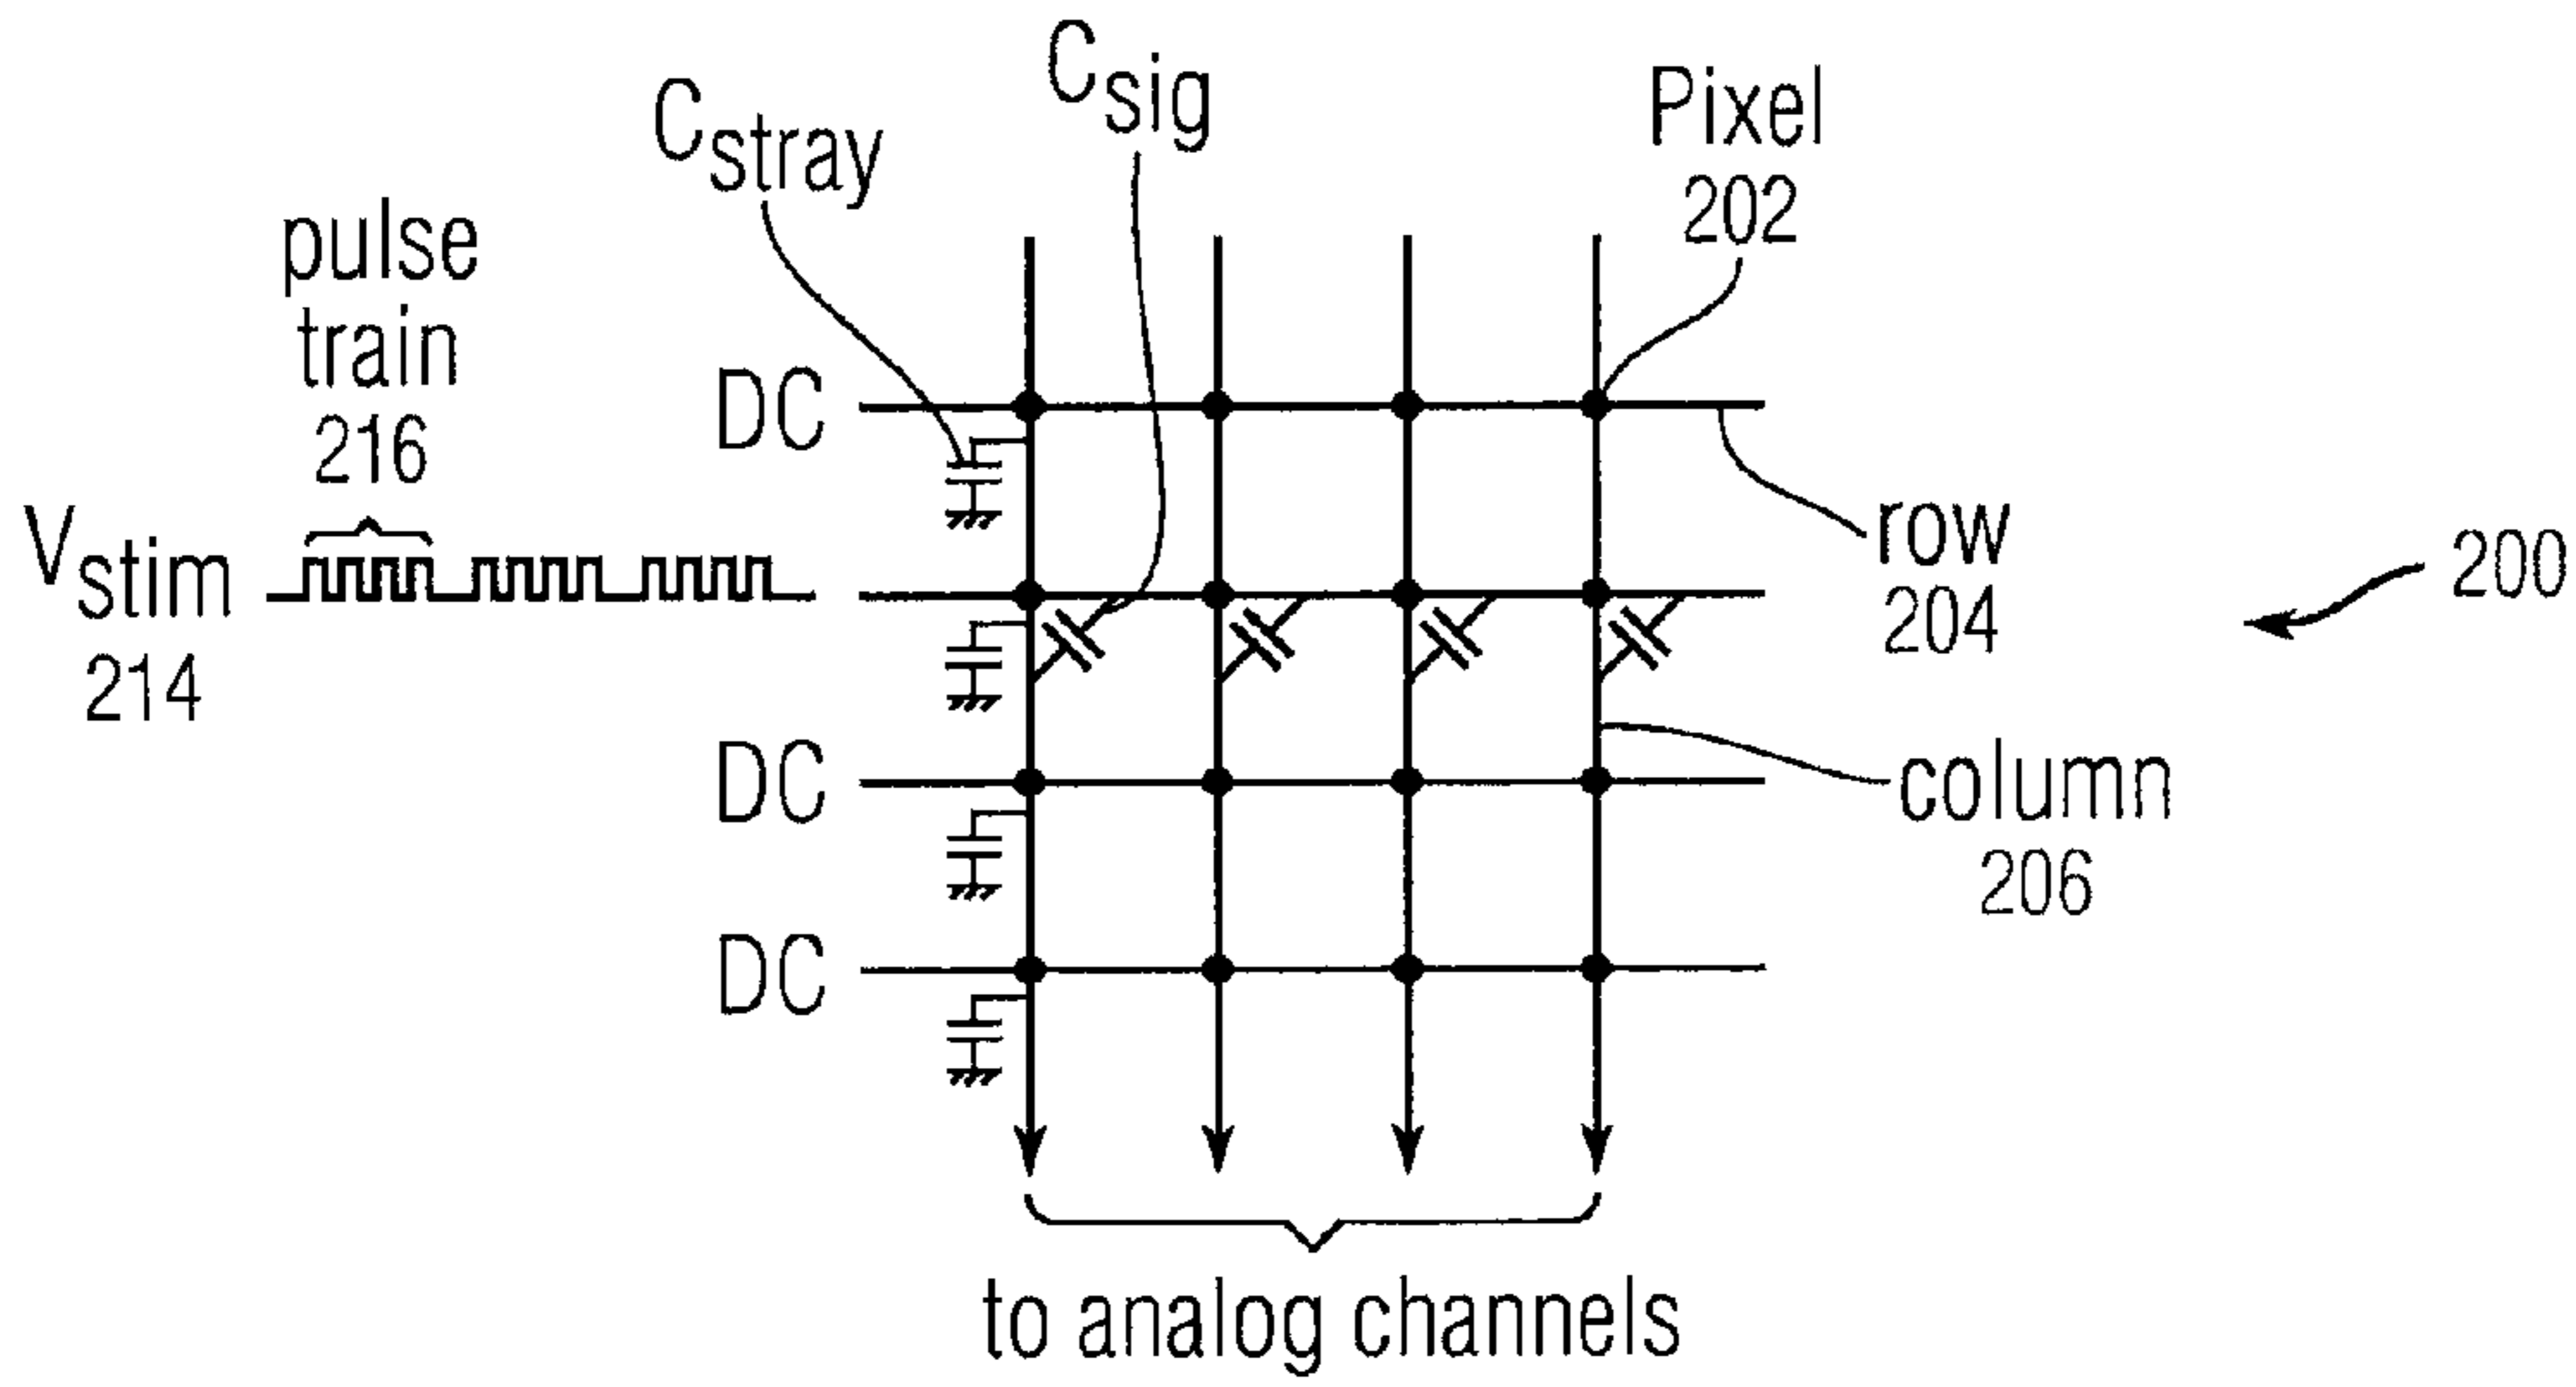 Csig
Cstray
Pixel
202
pulse
train
216
DC
Vstim
214
row
204
200
DC
column
206
DC
to analog channels